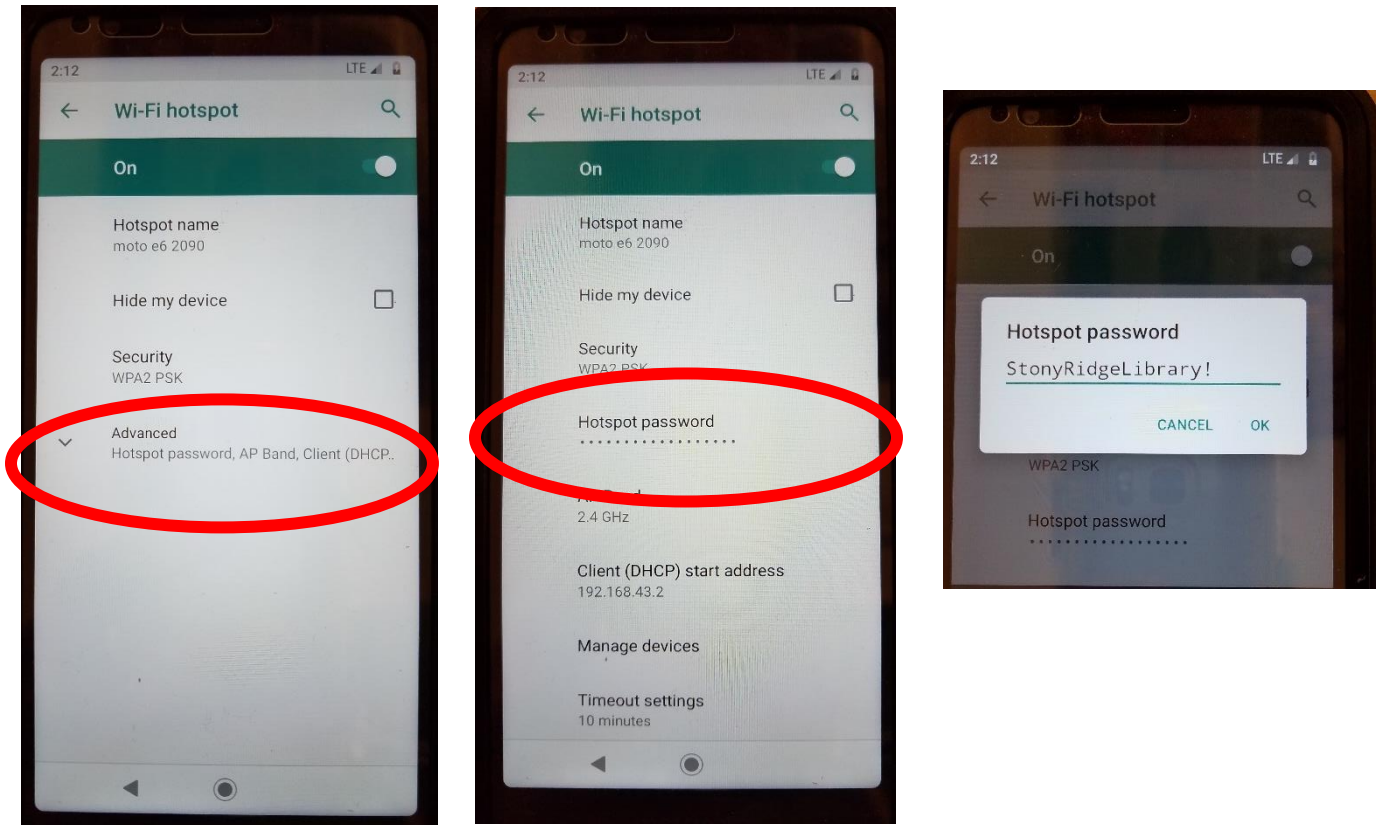 2:12 LTE
Wi-Fi hotspot
On
Hotspot name
moto e6 2090
Hide my device
Security
WPA2 PSK
Advanced
Hotspot password, AP Band, Client (DHCP..
2:12 LTE
Wi-Fi hotspot
On
Hotspot name
moto e6 2090
Hide my device
Security
WPA2 PSK
Hotspot password
••••••••••••••••••
2.4 GHz
Client (DHCP) start address
192.168.43.2
Manage devices
Timeout settings
10 minutes
2:12 LTE
Wi-Fi hotspot
On
Hotspot password
StonyRidgeLibrary!
CANCEL OK
WPA2 PSK
Hotspot password
••••••••••••••••••